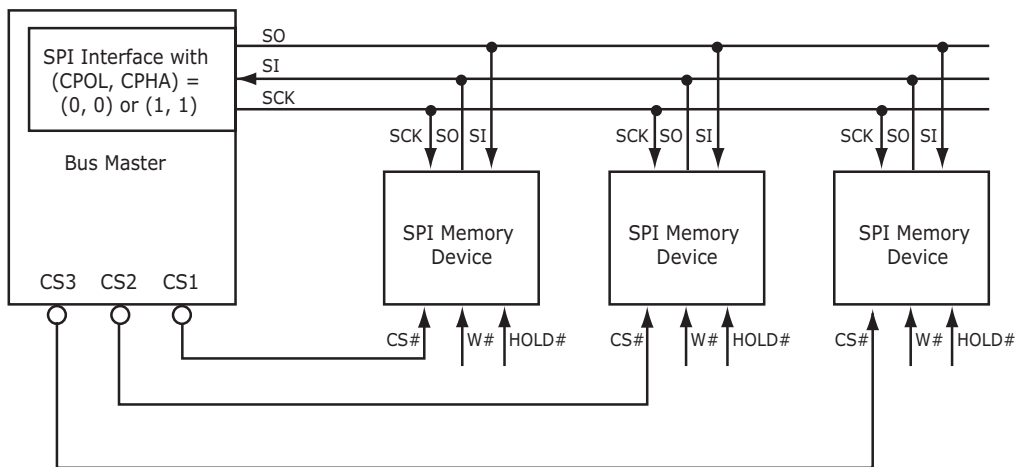 SO
SPI Interface with
(CPOL, CPHA) =
(0, 0) or (1, 1)
SI
SCK
Bus Master
SCK SO SI
SCK SO SI
SCK SO SI
SPI Memory
Device
SPI Memory
Device
SPI Memory
Device
CS3 CS2 CS1
CS# W# HOLD#
CS# W# HOLD#
CS# W# HOLD#